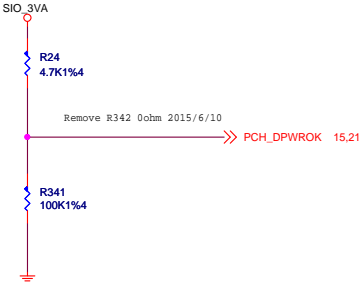 SIO_3VA
R24
4.7K1%4
Remove R342 0ohm 2015/6/10
PCH_DPWROK 15,21
R341
100K1%4